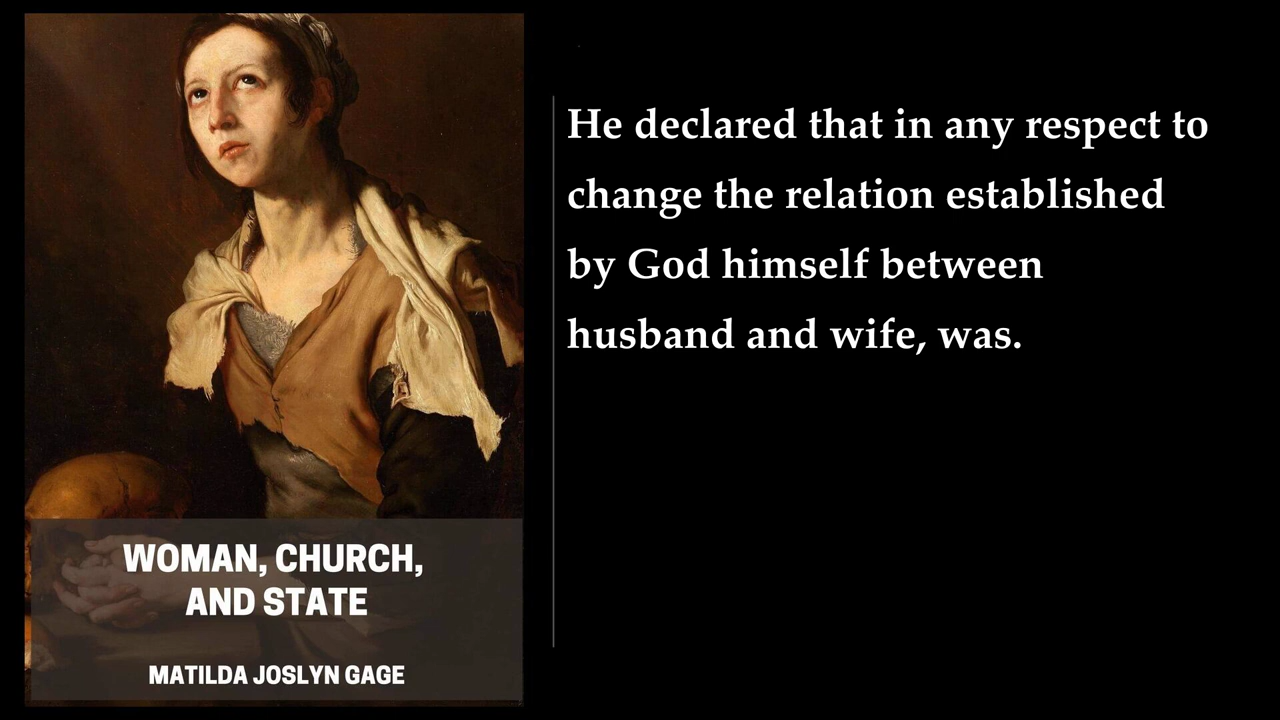 He declared that in any respect to
change the relation established
by God himself between
husband and wife, was.
WOMAN, CHURCH,
AND STATE
MATILDA JOSLYN GAGE